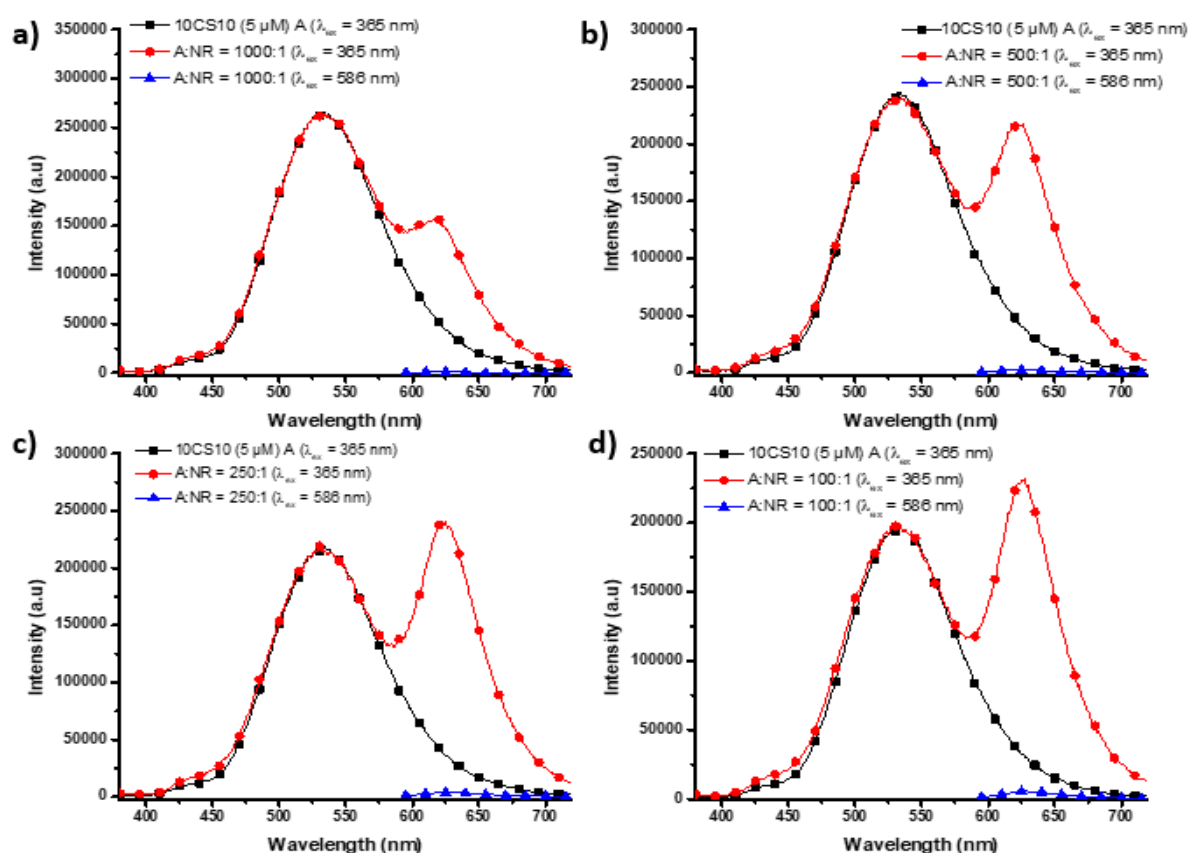 a)
10CS10 (5 µM) A (λex = 365 nm)
A:NR = 1000:1 (λex = 365 nm)
A:NR = 1000:1 (λex = 586 nm)
Intensity (a.u)
350000
300000
250000
200000
150000
100000
50000
0
400 450 500 550 600 650 700
Wavelength (nm)
b)
10CS10 (5 µM) A (λex = 365 nm)
A:NR = 500:1 (λex = 365 nm)
A:NR = 500:1 (λex = 586 nm)
Intensity (a.u)
300000
250000
200000
150000
100000
50000
0
400 450 500 550 600 650 700
Wavelength (nm)
c)
10CS10 (5 µM) A (λex = 365 nm)
A:NR = 250:1 (λex = 365 nm)
A:NR = 250:1 (λex = 586 nm)
Intensity (a.u)
300000
250000
200000
150000
100000
50000
0
400 450 500 550 600 650 700
Wavelength (nm)
d)
10CS10 (5 µM) A (λex = 365 nm)
A:NR = 100:1 (λex = 365 nm)
A:NR = 100:1 (λex = 586 nm)
Intensity (a.u)
250000
200000
150000
100000
50000
0
400 450 500 550 600 650 700
Wavelength (nm)